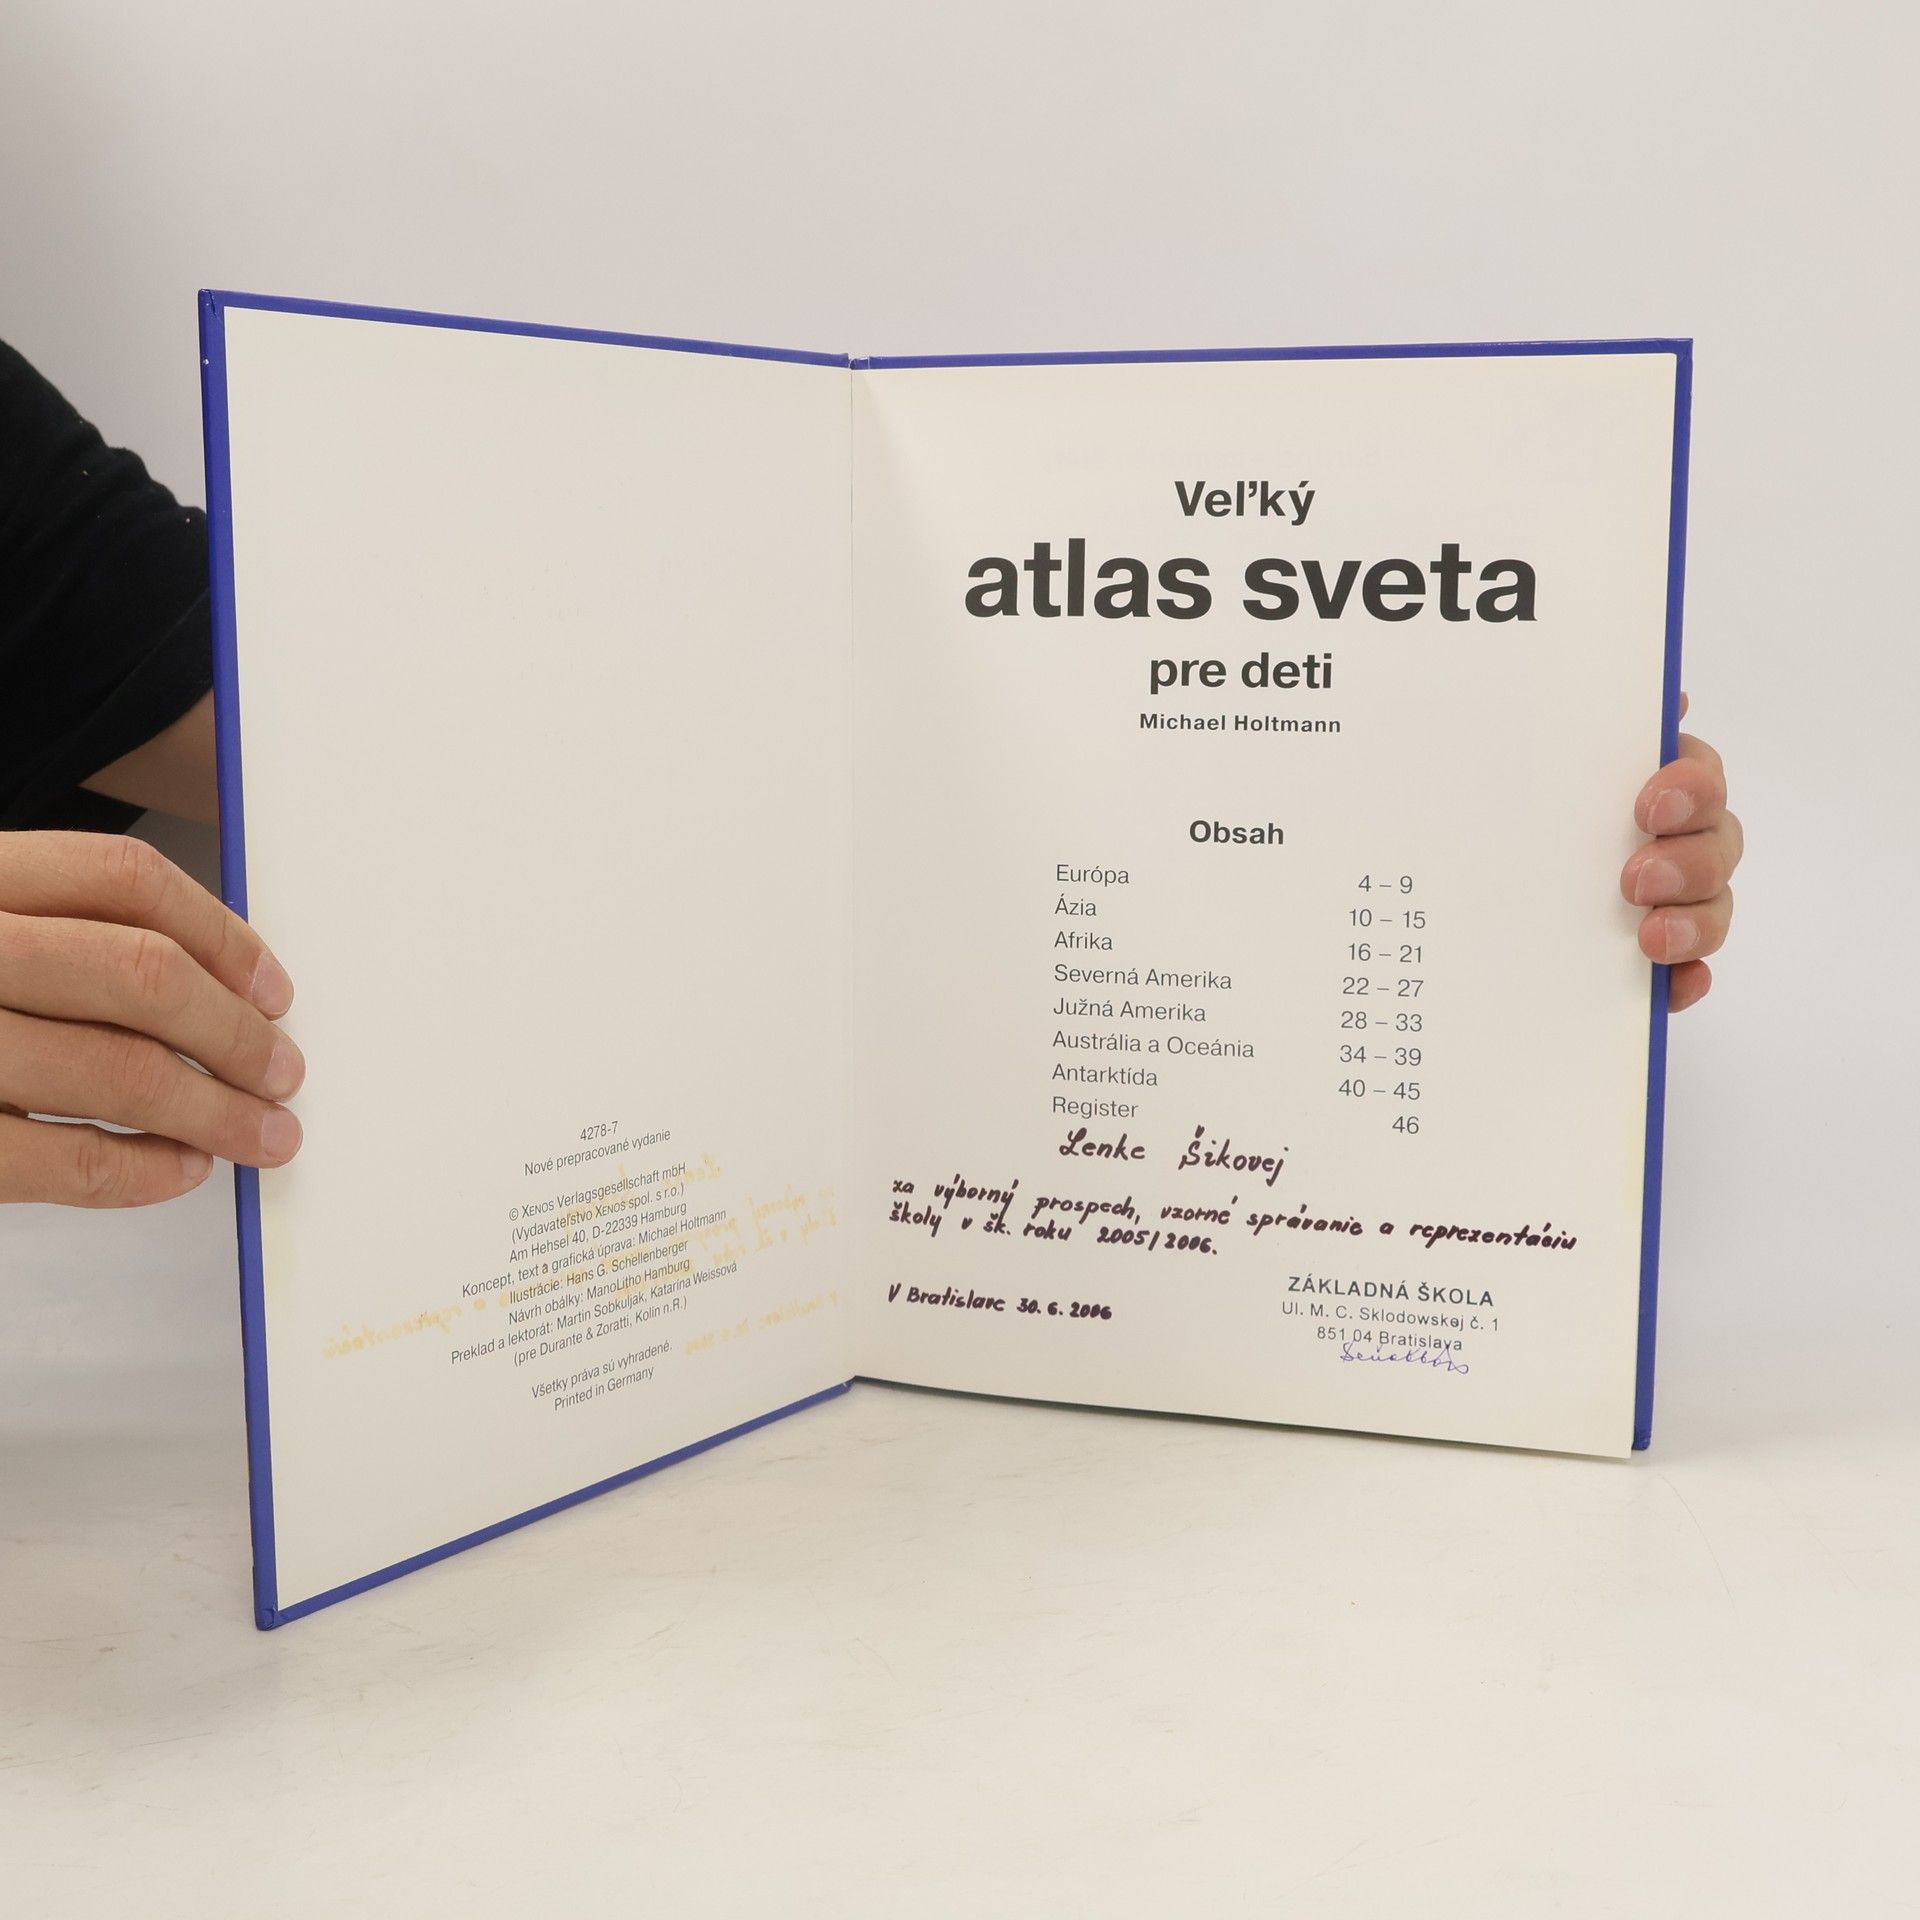 4278-7
Nové prepracované vydanie
© XENOS Verlagsgesellschaft mbH
(Vydavateľstvo XENOS spol. s r.o.)
Am Hehsel 40, D-22339 Hamburg
Koncept, text a grafická úprava: Michael Holtmann
Ilustrácie: Hans G. Schellenberger
Návrh obálky: ManoLitho Hamburg
Preklad a lektorát: Martin Sobkuljak, Katarína Weissová
(pre Durante & Zoratti, Kolín n.R.)
Všetky práva sú vyhradené.
Printed in Germany
Veľký
atlas sveta
pre deti
Michael Holtmann
Obsah
Európa 4 – 9
Ázia 10 – 15
Afrika 16 – 21
Severná Amerika 22 – 27
Južná Amerika 28 – 33
Austrália a Oceánia 34 – 39
Antarktída 40 – 45
Register 46
Lenke Šikovej
za výborný prospech, vzorné správanie a reprezentáciu
školy v šk. roku 2005/2006.
V Bratislave 30.6.2006
ZÁKLADNÁ ŠKOLA
Ul. M. C. Sklodowskej č. 1
851 04 Bratislava